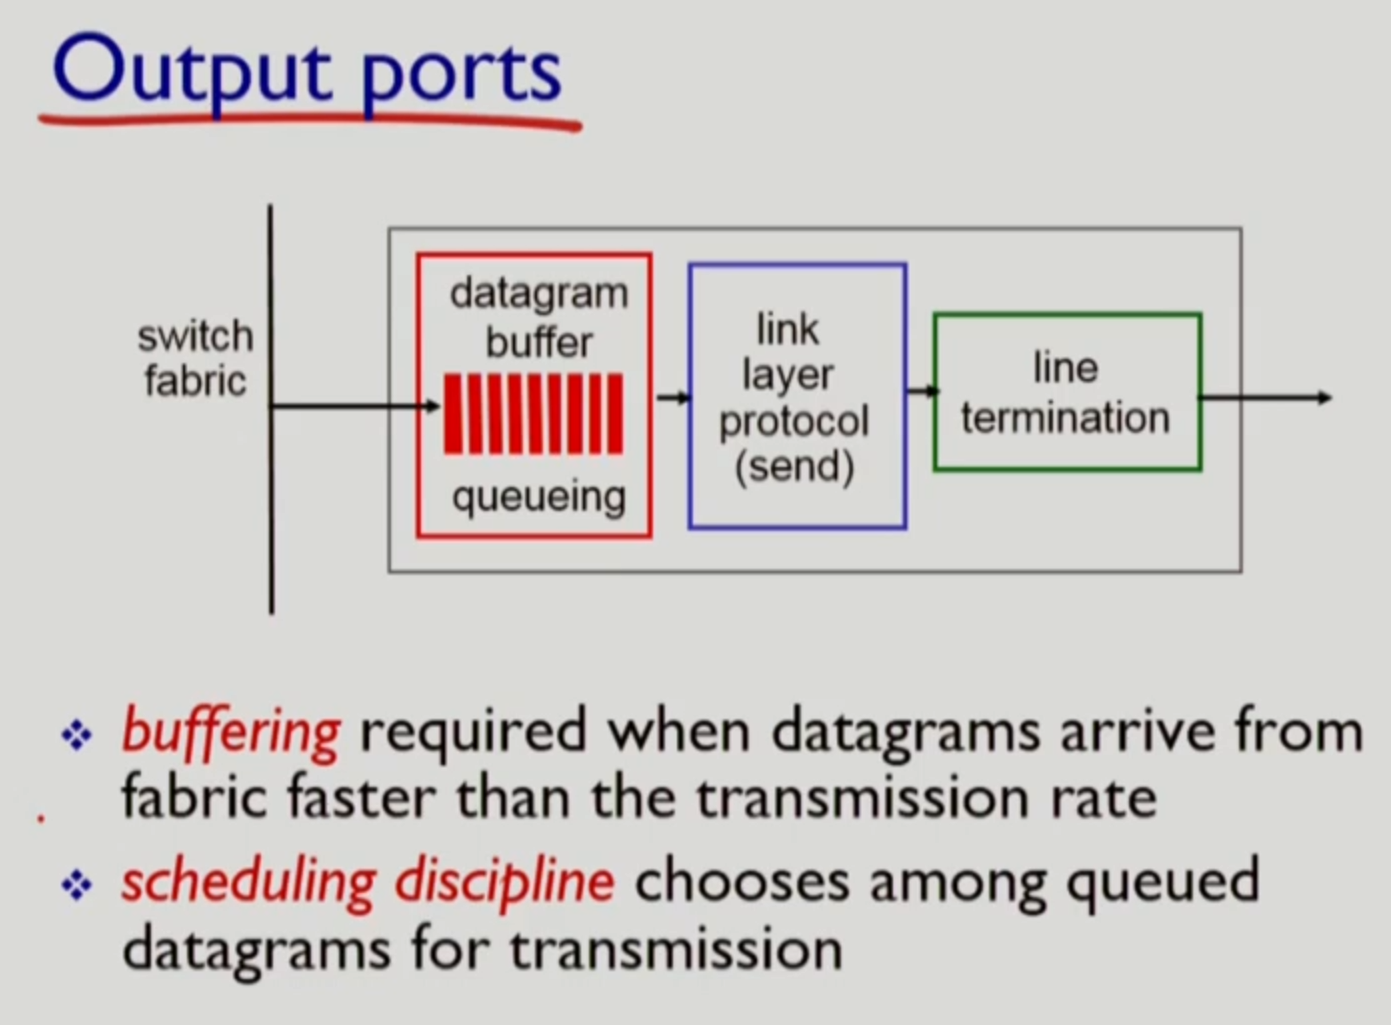 Output ports
switch
fabric
datagram
buffer
queueing
link
layer
protocol
(send)
line
termination
buffering required when datagrams arrive from
fabric faster than the transmission rate
scheduling discipline chooses among queued
datagrams for transmission